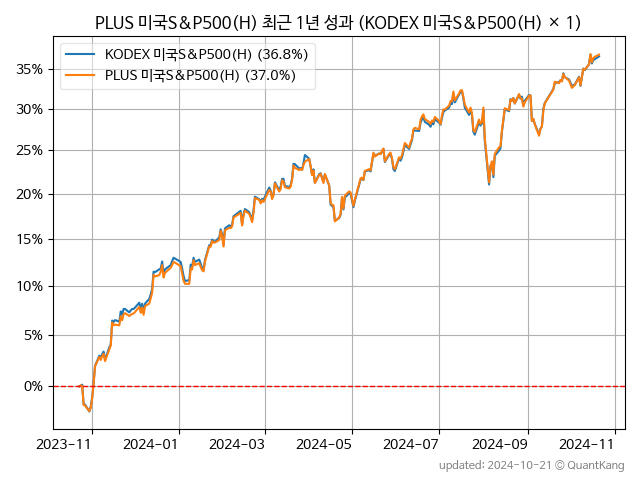 PLUS 미국S&P500(H) 최근 1년 성과 (KODEX 미국S&P500(H) × 1)
KODEX 미국S&P500(H) (36.8%)
PLUS 미국S&P500(H) (37.0%)
35%
30%
25%
20%
15%
10%
5%
0%
2023-11 2024-01 2024-03 2024-05 2024-07 2024-09 2024-11
updated: 2024-10-21 © QuantKang